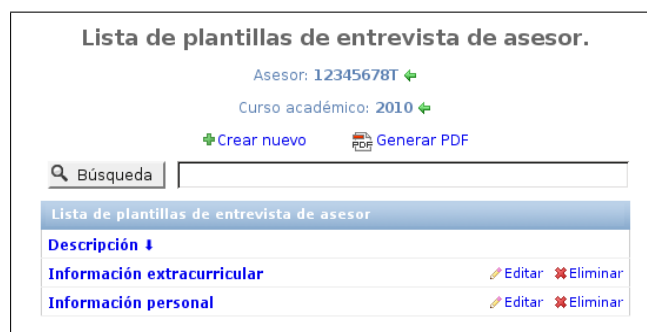 Lista de plantillas de entrevista de asesor.
Asesor: 12345678T
Curso académico: 2010
Crear nuevo PDF Generar PDF
Búsqueda
Lista de plantillas de entrevista de asesor
Descripción
Información extracurricular Editar Eliminar
Información personal Editar Eliminar